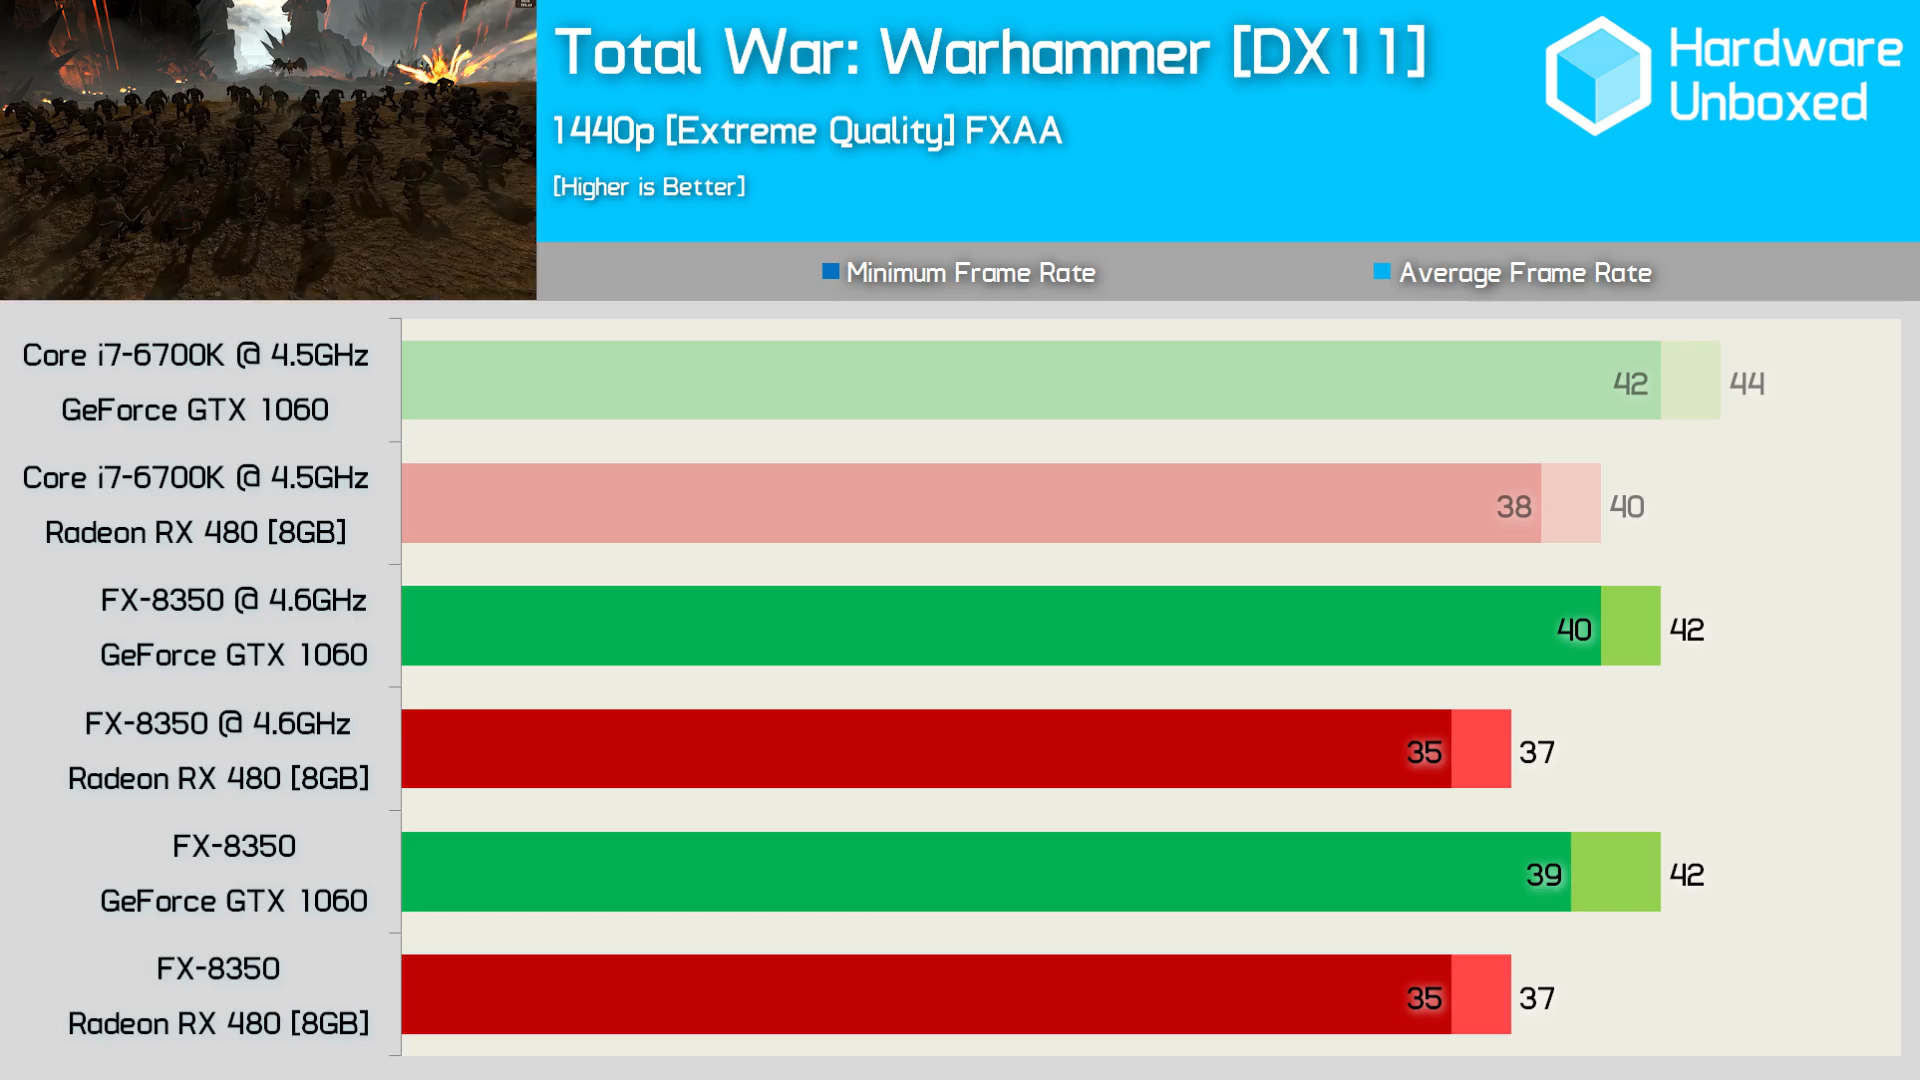 Total War: Warhammer [DX11]
1440p [Extreme Quality] FXAA
[Higher is Better]
Hardware
Unboxed
Minimum Frame Rate
Average Frame Rate
Core i7-6700K @ 4.5GHz
GeForce GTX 1060
42
44
Core i7-6700K @ 4.5GHz
Radeon RX 480 [8GB]
38
40
FX-8350 @ 4.6GHz
GeForce GTX 1060
40
42
FX-8350 @ 4.6GHz
Radeon RX 480 [8GB]
35
37
FX-8350
GeForce GTX 1060
39
42
FX-8350
Radeon RX 480 [8GB]
35
37